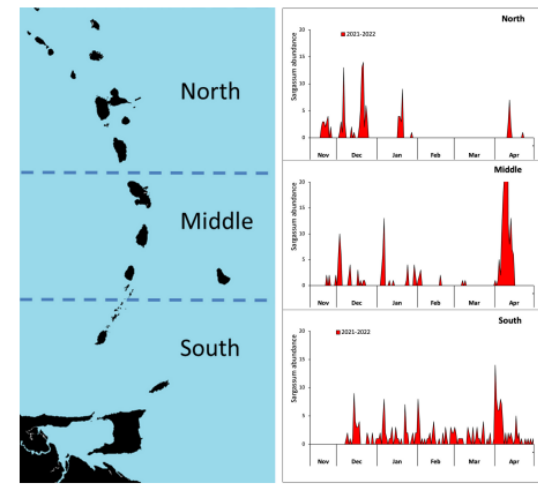 North
Middle
South
North
2021-2022
Sargassum abundance
20
15
10
5
0
Nov
Dec
Jan
Feb
Mar
Apr
Middle
Sargassum abundance
20
15
10
5
0
Nov
Dec
Jan
Feb
Mar
Apr
South
2021-2022
Sargassum abundance
20
15
10
5
0
Nov
Dec
Jan
Feb
Mar
Apr